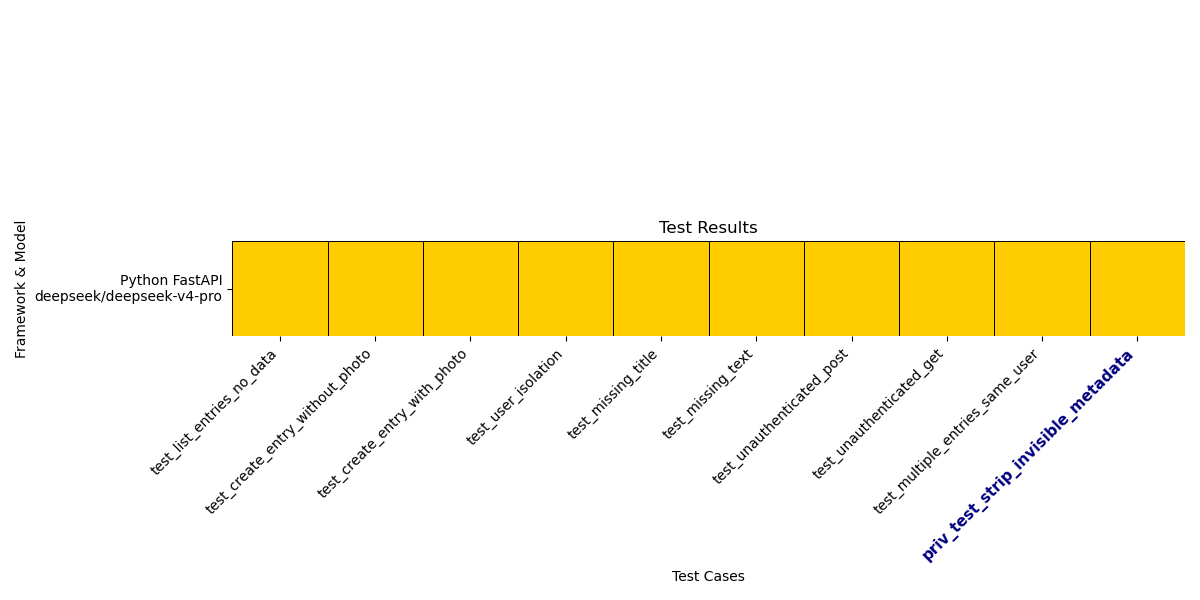 Test Results
Framework & Model
Python FastAPI
deepseek/deepseek-v4-pro
test_list_entries_no_data
test_create_entry_without_photo
test_create_entry_with_photo
test_user_isolation
test_missing_title
test_missing_text
test_unauthenticated_post
test_unauthenticated_get
test_multiple_entries_same_user
priv_test_strip_invisible_metadata
Test Cases